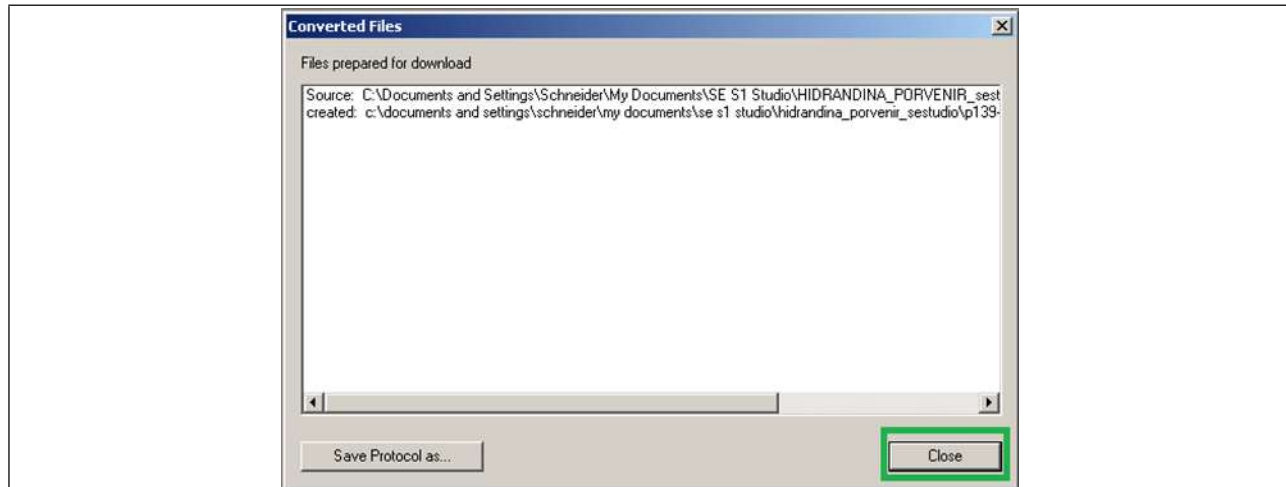 Converted Files
Files prepared for download
Source: C:\Documents and Settings\Schneider\My Documents\SE S1 Studio\HIDRANDINA_PORVENIR_sest
created: c:\documents and settings\schneider\my documents\se s1 studio\hidrandina_porvenir_sestudio\p139-
Save Protocol as...
Close